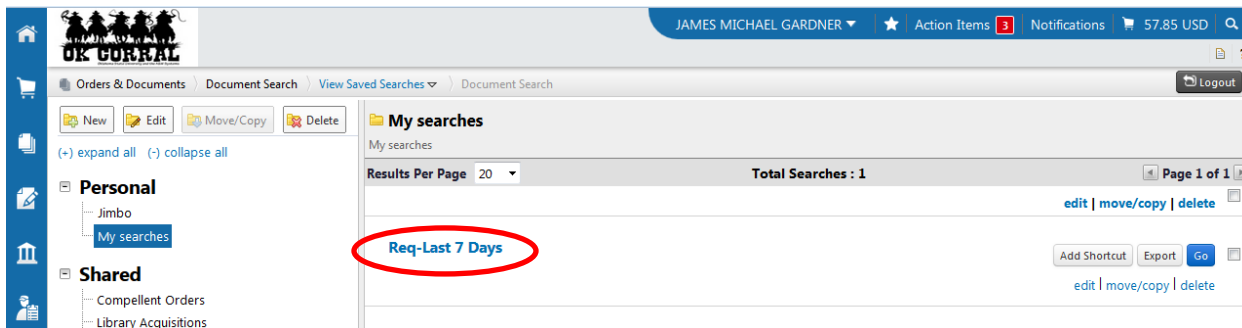 JAMES MICHAEL GARDNER Action Items 3 Notifications 57.85 USD
OK CORRAL
Orders & Documents Document Search View Saved Searches Document Search
Logout
New Edit Move/Copy Delete
(+) expand all (-) collapse all
Personal
Jimbo
My searches
Shared
Compellent Orders
Library Acquisitions
My searches
My searches
Results Per Page 20 Total Searches : 1 Page 1 of 1
edit | move/copy | delete
Req-Last 7 Days
Add Shortcut Export Go
edit | move/copy | delete